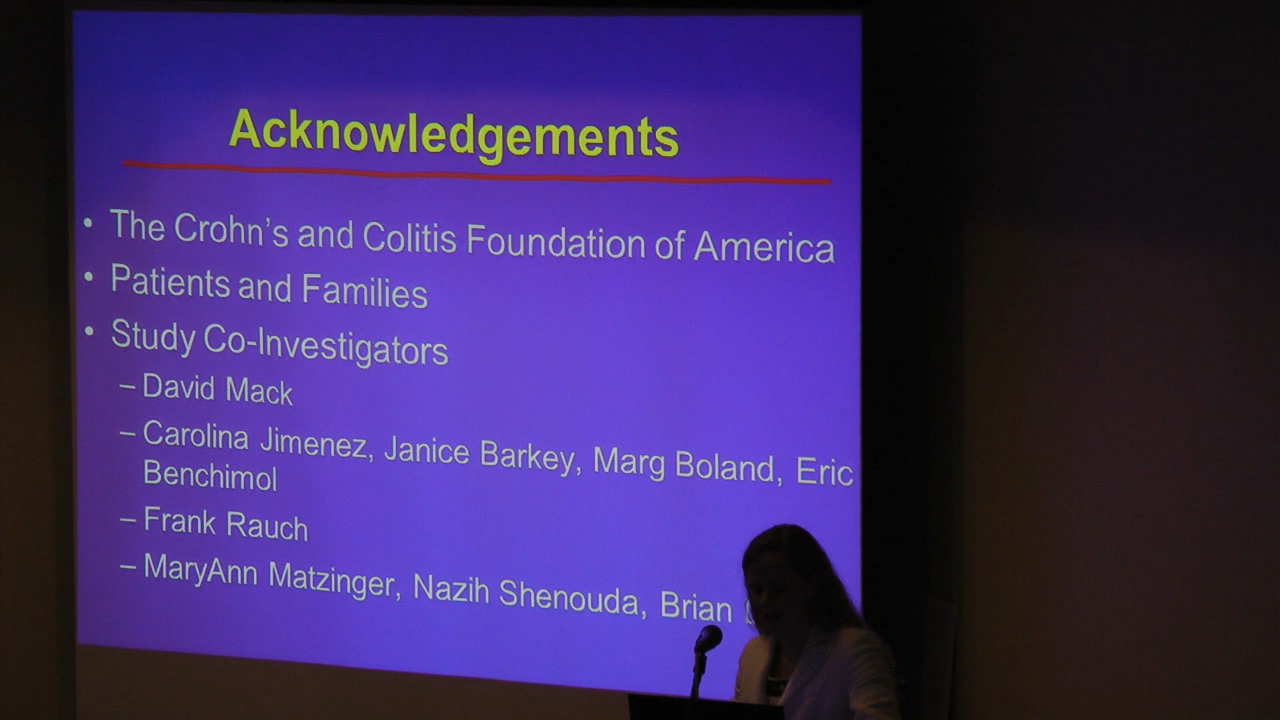 Acknowledgements
• The Crohn's and Colitis Foundation of America
• Patients and Families
• Study Co-Investigators
– David Mack
– Carolina Jimenez, Janice Barkey, Marg Boland, Eric
Benchimol
– Frank Rauch
– MaryAnn Matzinger, Nazih Shenouda, Brian